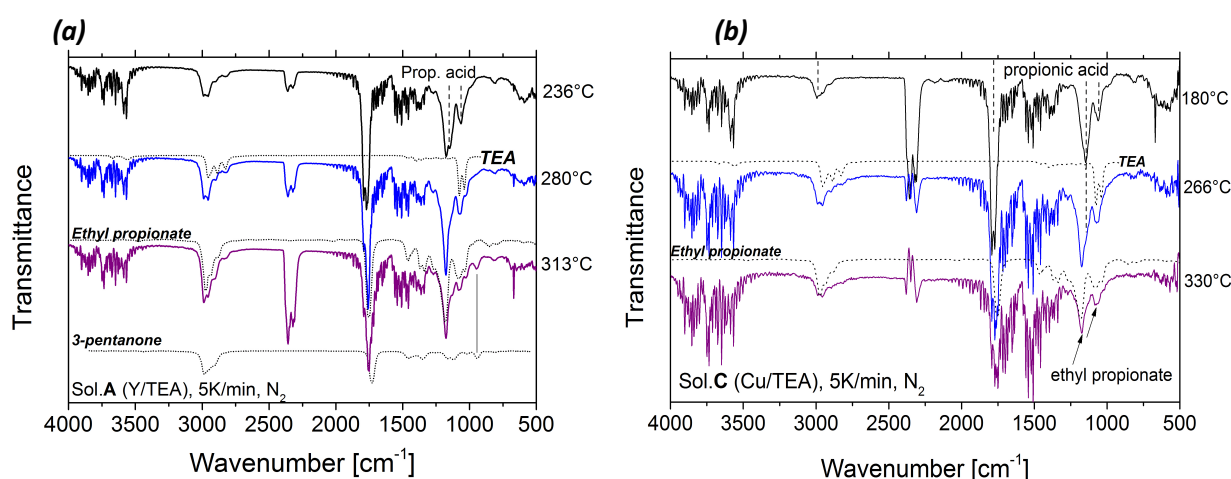 (a)
Prop. acid
236°C
TEA
280°C
Ethyl propionate
313°C
3-pentanone
Sol.A (Y/TEA), 5K/min, N2
4000 3500 3000 2500 2000 1500 1000 500
Wavenumber [cm-1]
Transmittance
(b)
propionic acid
180°C
TEA
266°C
Ethyl propionate
330°C
Sol.C (Cu/TEA), 5K/min, N2
ethyl propionate
4000 3500 3000 2500 2000 1500 1000 500
Wavenumber [cm-1]
Transmittance